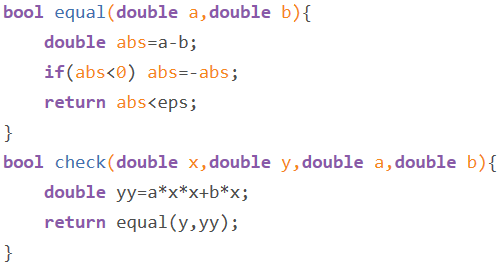 bool equal(double a,double b){
    double abs=a-b;
    if(abs<0) abs=-abs;
    return abs<eps;
}
bool check(double x,double y,double a,double b){
    double yy=a*x*x+b*x;
    return equal(y,yy);
}